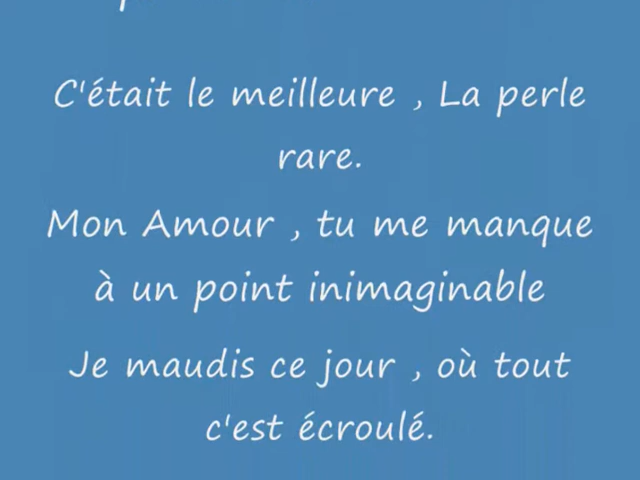 C'était le meilleure , La perle
rare.
Mon Amour , tu me manque
à un point inimaginable
Je maudis ce jour , où tout
c'est écroulé.